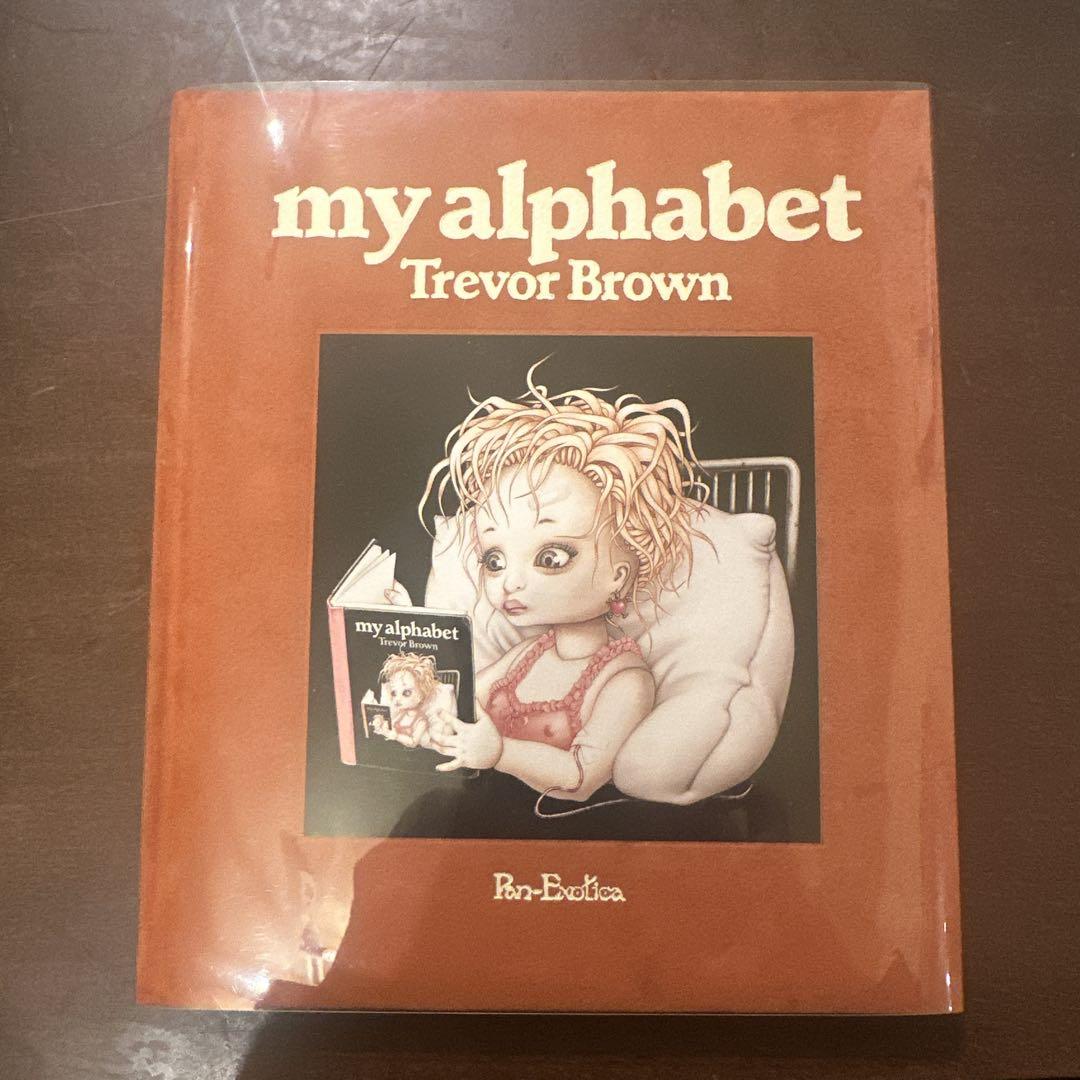 my alphabet
Trevor Brown
my alphabet
Trevor Brown
Pan-Exotica